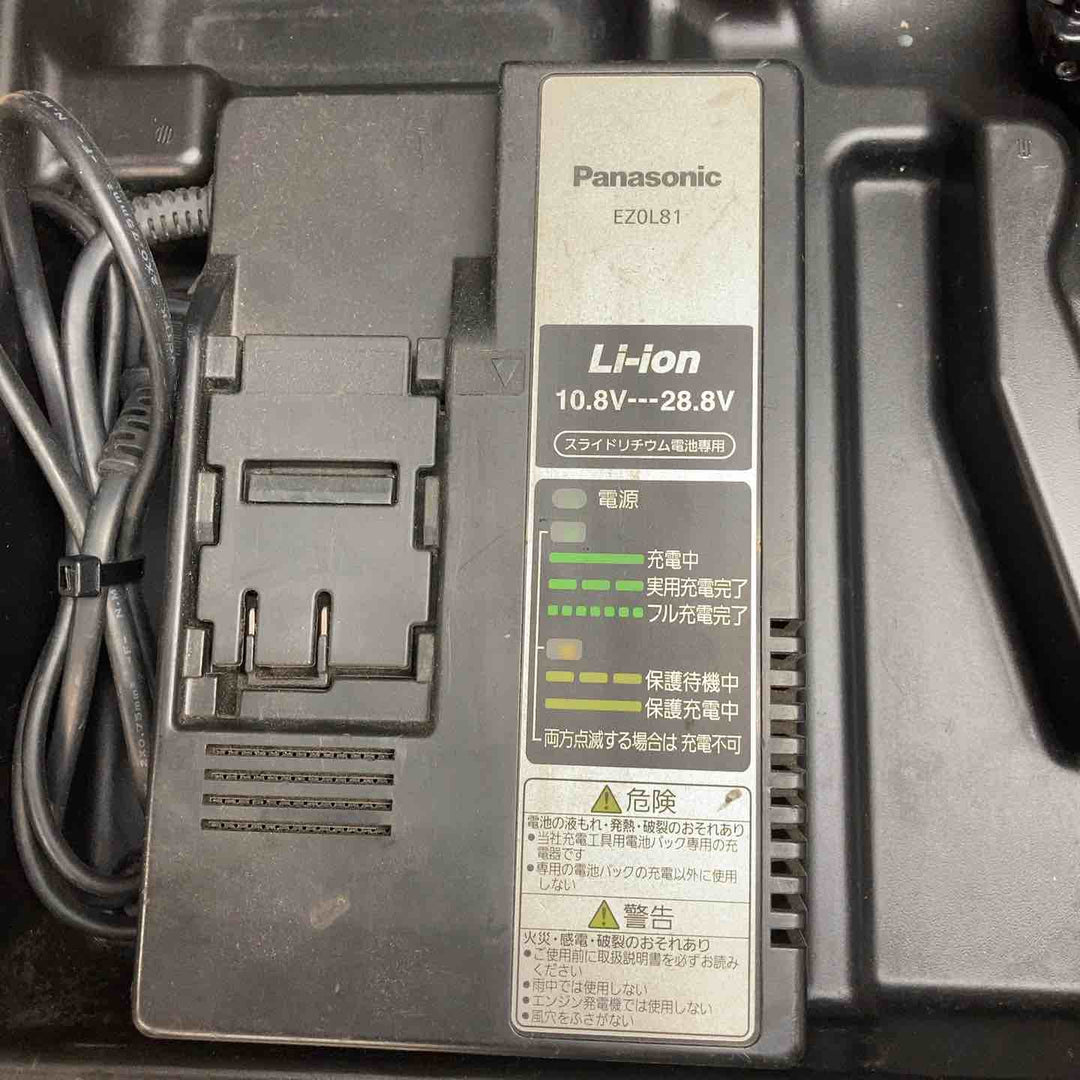 Panasonic
EZ0L81
Li-ion
10.8V---28.8V
スライドリチウム電池専用
電源
充電中
実用充電完了
フル充電完了
保護待機中
保護充電中
両方点滅する場合は 充電不可
危険
電池の液もれ・発熱・破裂のおそれあり
●当社充電工具用電池パック専用の充
電器です
●専用の電池パックの充電以外に使用
しない
警告
火災・感電・破裂のおそれあり
●ご使用前に取扱説明書を必ずお読み
ください
●雨中では使用しない
●エンジン発電機では使用しない
●風穴をふさがない